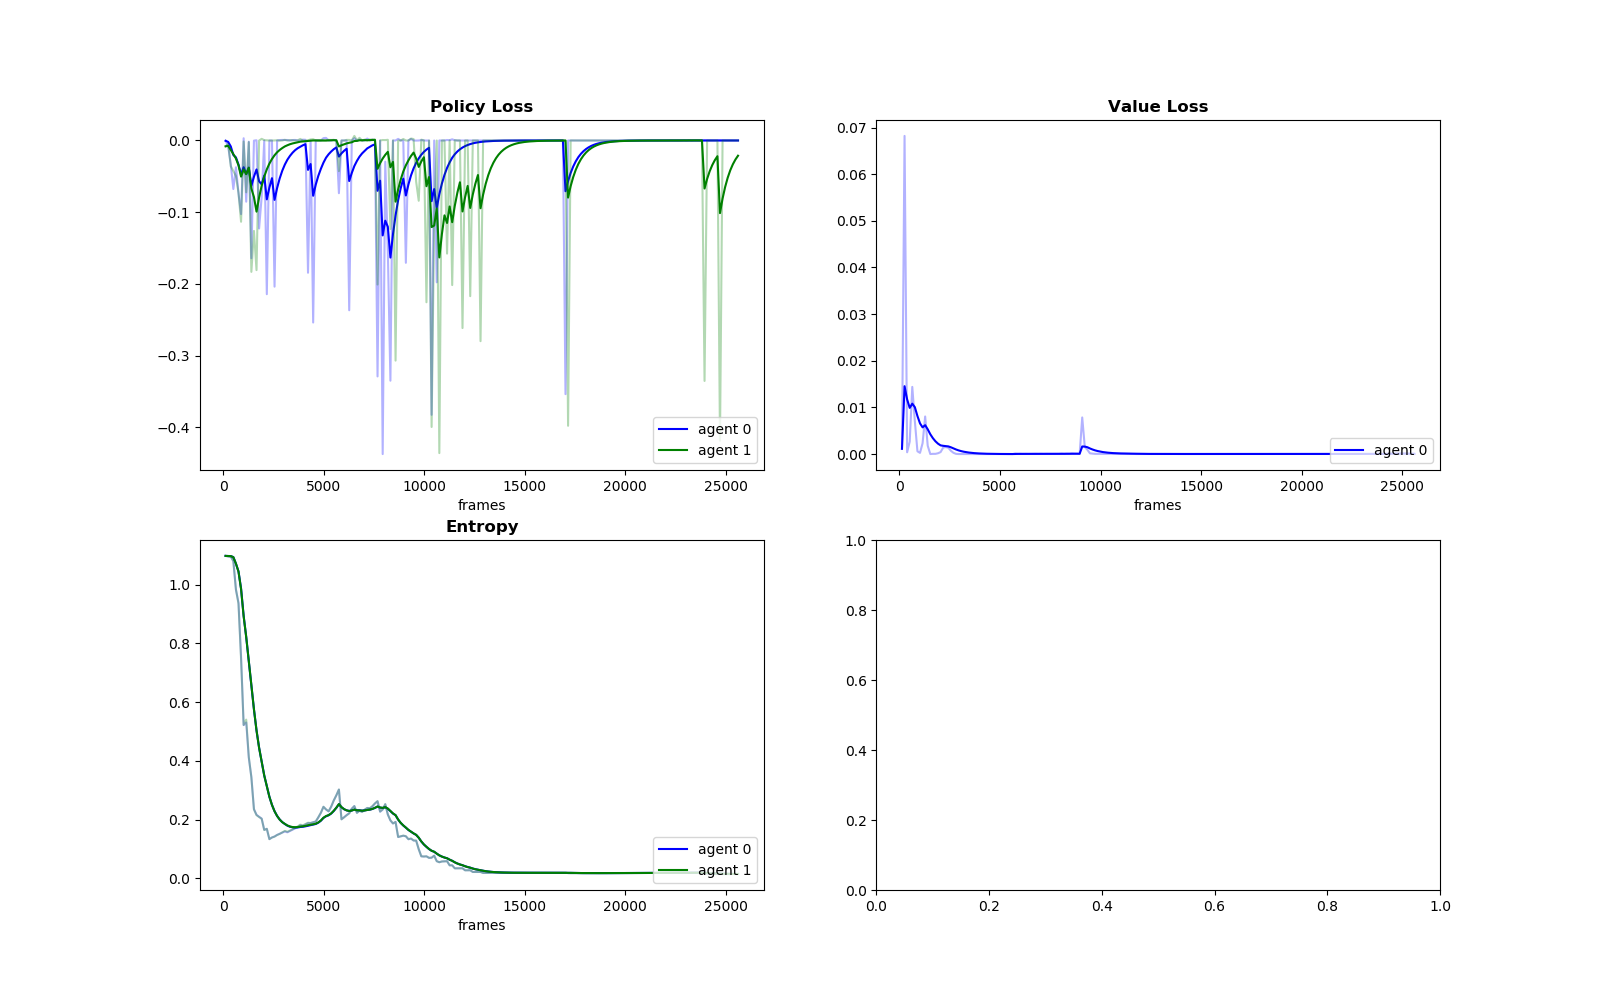 Policy Loss
0.0
−0.1
−0.2
−0.3
−0.4
agent 0
agent 1
0 5000 10000 15000 20000 25000
frames
Value Loss
0.07
0.06
0.05
0.04
0.03
0.02
0.01
0.00
agent 0
0 5000 10000 15000 20000 25000
frames
Entropy
1.0
0.8
0.6
0.4
0.2
0.0
agent 0
agent 1
0 5000 10000 15000 20000 25000
frames
1.0
0.8
0.6
0.4
0.2
0.0
0.0 0.2 0.4 0.6 0.8 1.0